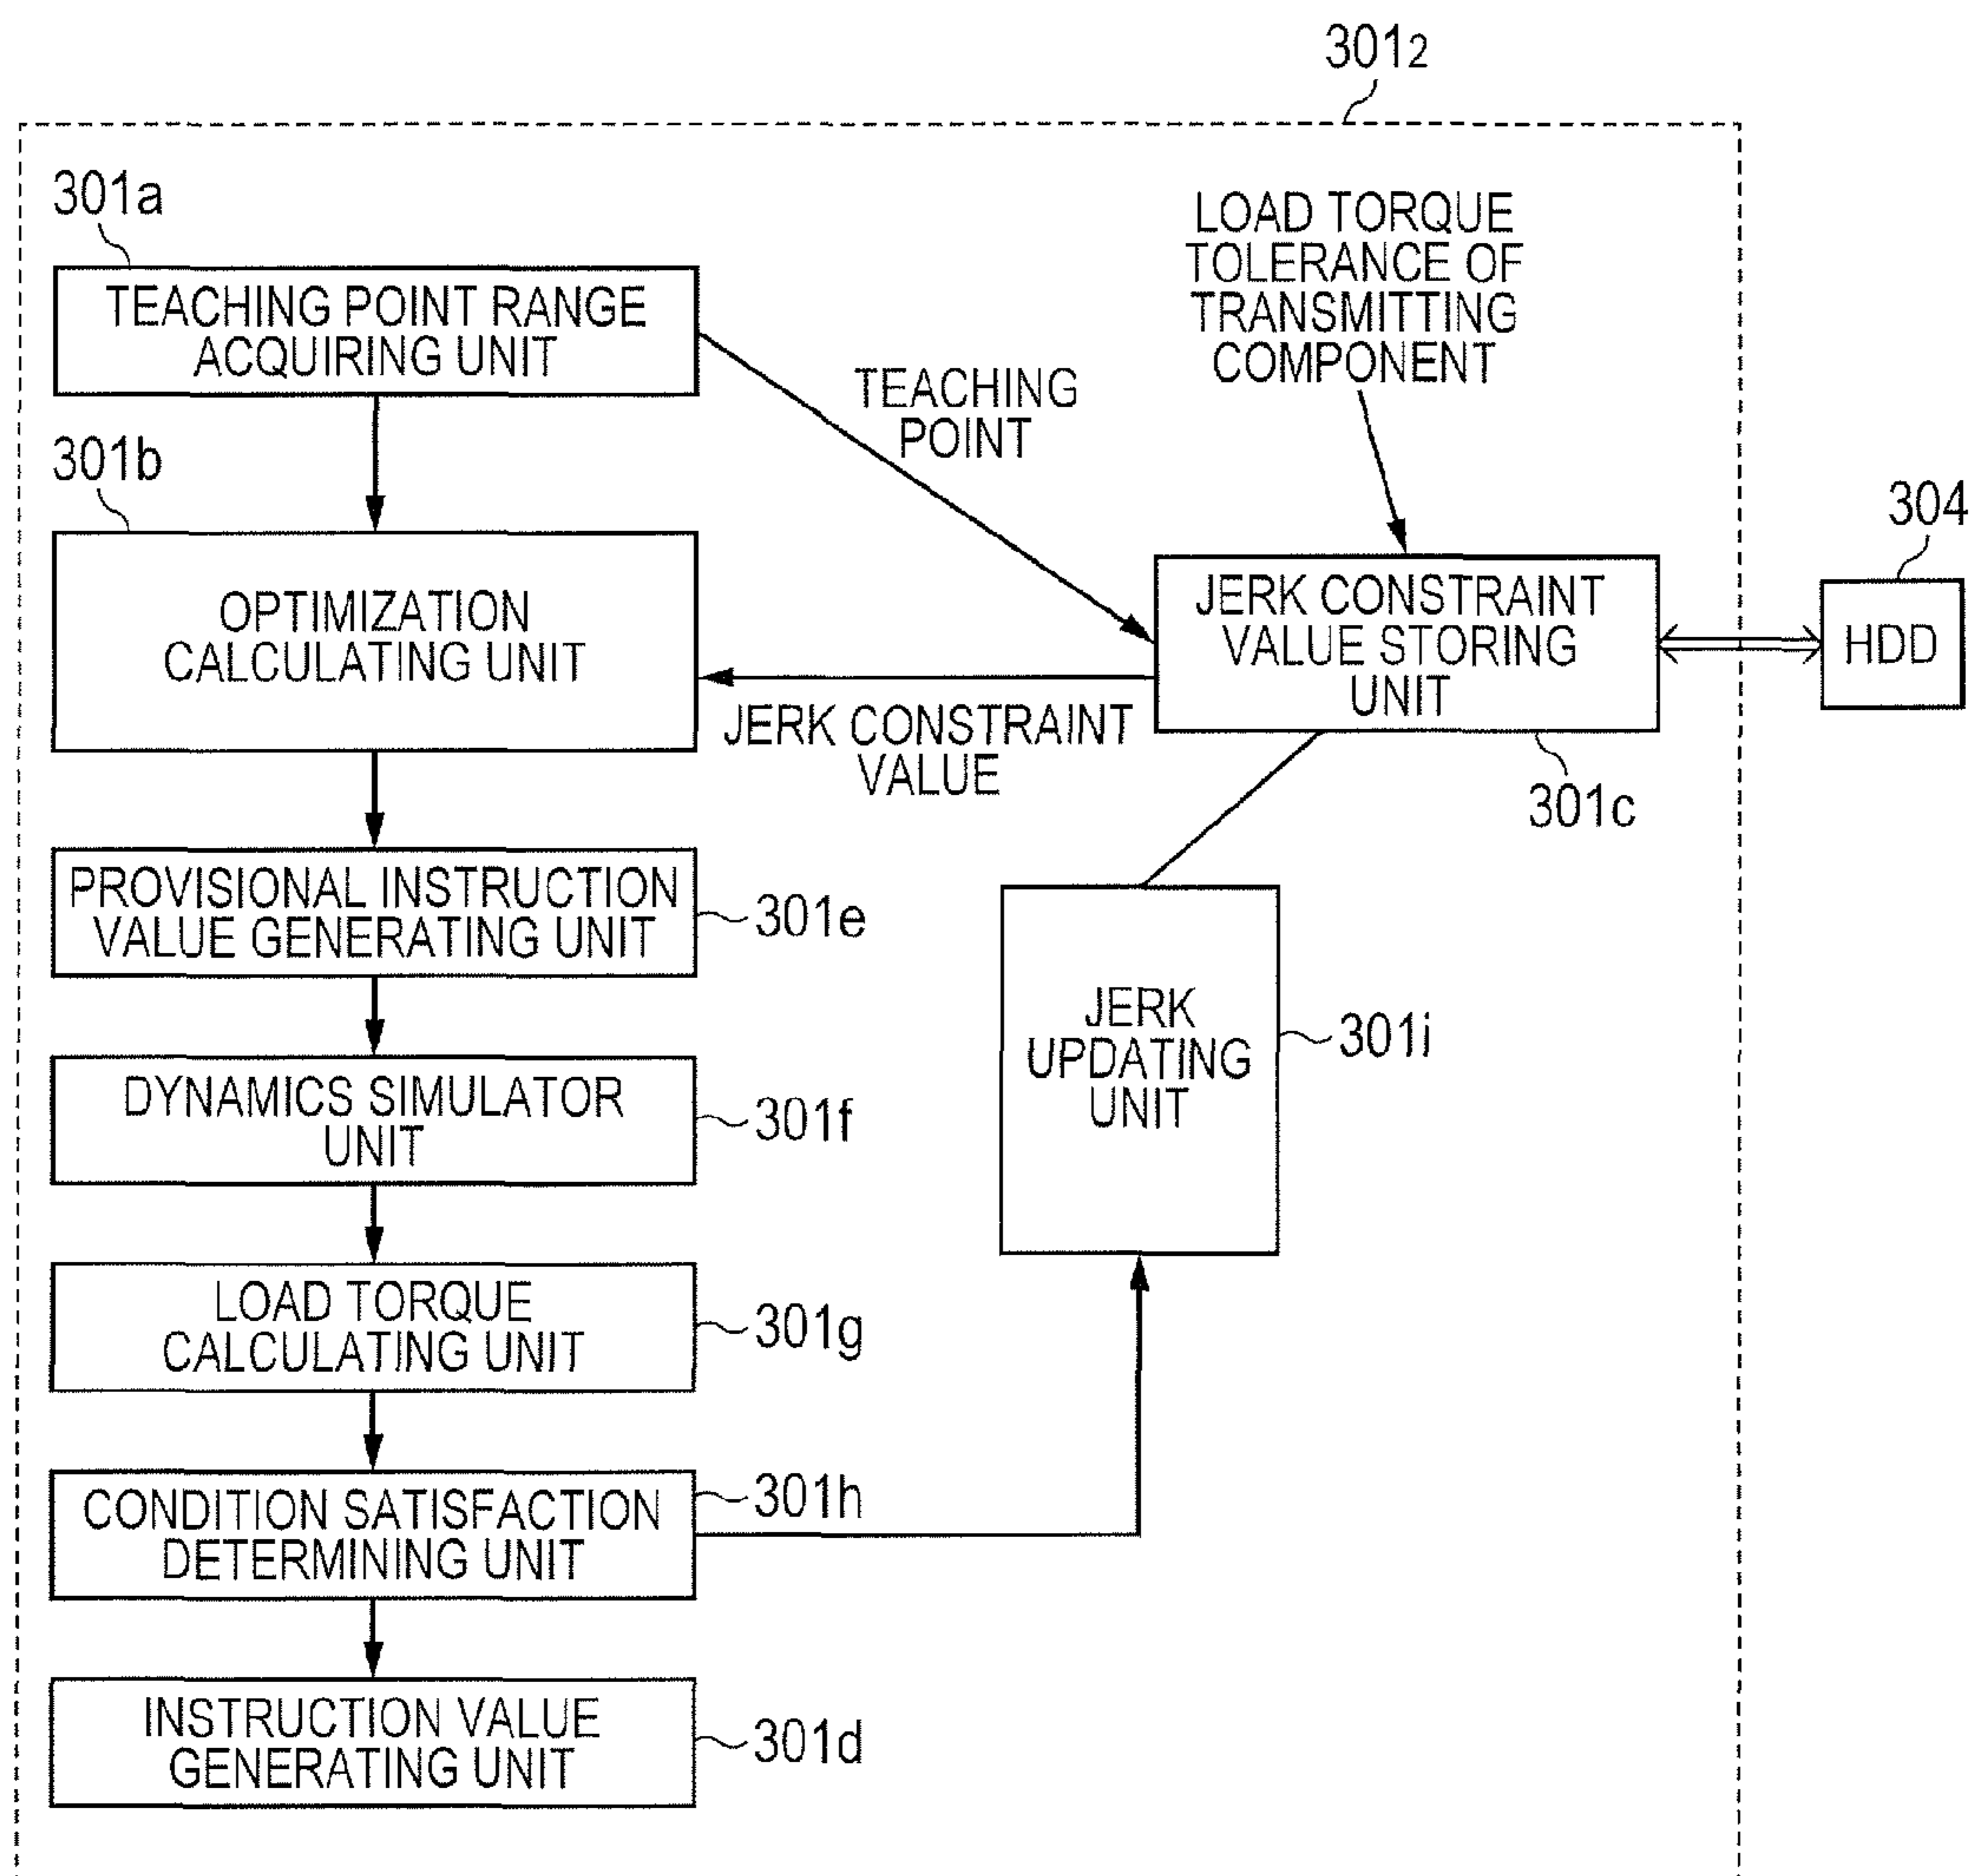 301₂
301a
TEACHING POINT RANGE
ACQUIRING UNIT
LOAD TORQUE
TOLERANCE OF
TRANSMITTING
COMPONENT
TEACHING
POINT
301b
OPTIMIZATION
CALCULATING UNIT
JERK CONSTRAINT
VALUE STORING
UNIT
304
HDD
JERK CONSTRAINT
VALUE
301c
PROVISIONAL INSTRUCTION
VALUE GENERATING UNIT
301e
JERK
UPDATING
UNIT
301i
DYNAMICS SIMULATOR
UNIT
301f
LOAD TORQUE
CALCULATING UNIT
301g
CONDITION SATISFACTION
DETERMINING UNIT
301h
INSTRUCTION VALUE
GENERATING UNIT
301d